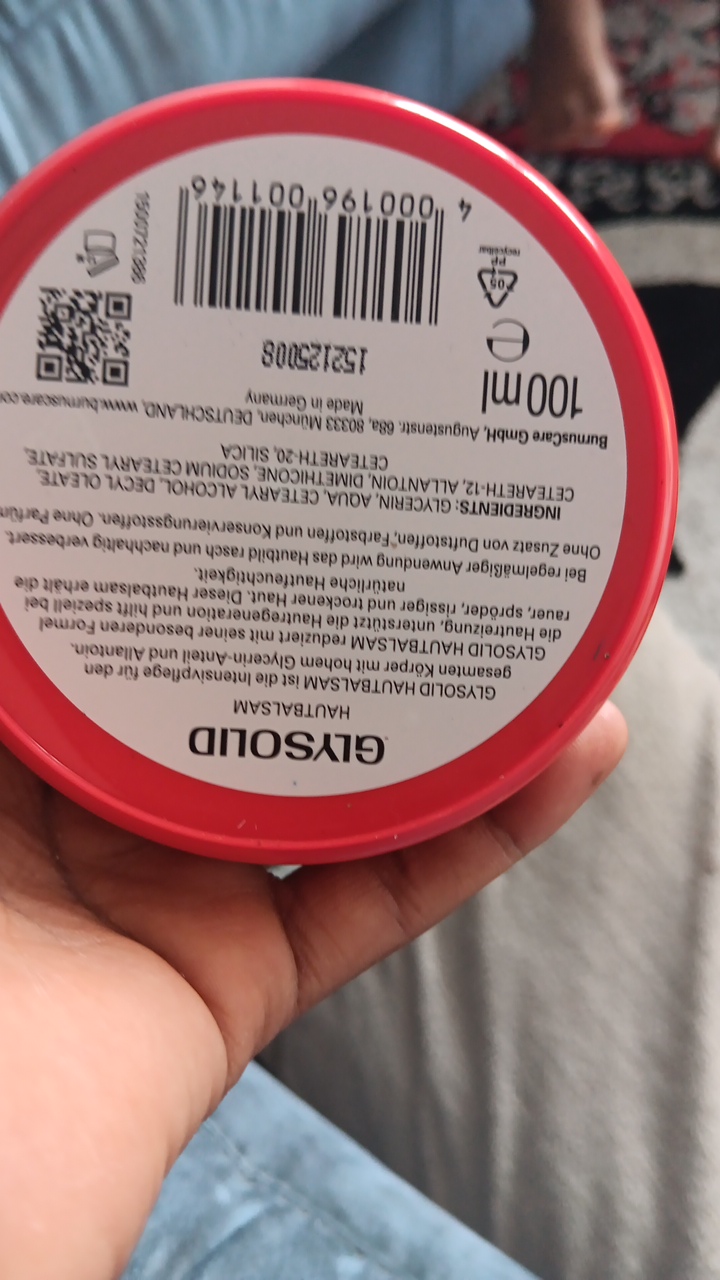 GLYSOLID
HAUTBALSAM
GLYSOLID HAUTBALSAM ist die Intensivpflege für den
gesamten Körper mit hohem Glycerin-Anteil und Allantoin.
GLYSOLID HAUTBALSAM reduziert mit seiner besonderen Formel
die Hautreizung, unterstützt die Hautregeneration und hilft speziell bei
rauer, spröder, rissiger und trockener Haut. Dieser Hautbalsam erhält die
natürliche Hautfeuchtigkeit.
Bei regelmäßiger Anwendung wird das Hautbild rasch und nachhaltig verbessert.
Ohne Zusatz von Duftstoffen, Farbstoffen und Konservierungsstoffen. Ohne Parfüm
INGREDIENTS: GLYCERIN, AQUA, CETEARYL ALCOHOL, DECYL OLEATE,
CETEARETH-12, ALLANTOIN, DIMETHICONE, SODIUM CETEARYL SULFATE,
CETEARETH-20, SILICA
BurnusCare GmbH, Augustenstr. 68a, 80333 München, DEUTSCHLAND, www.burnuscare.com
Made in Germany
100 ml
e
152125008
05
PP
recyclebar
4 000196 001146